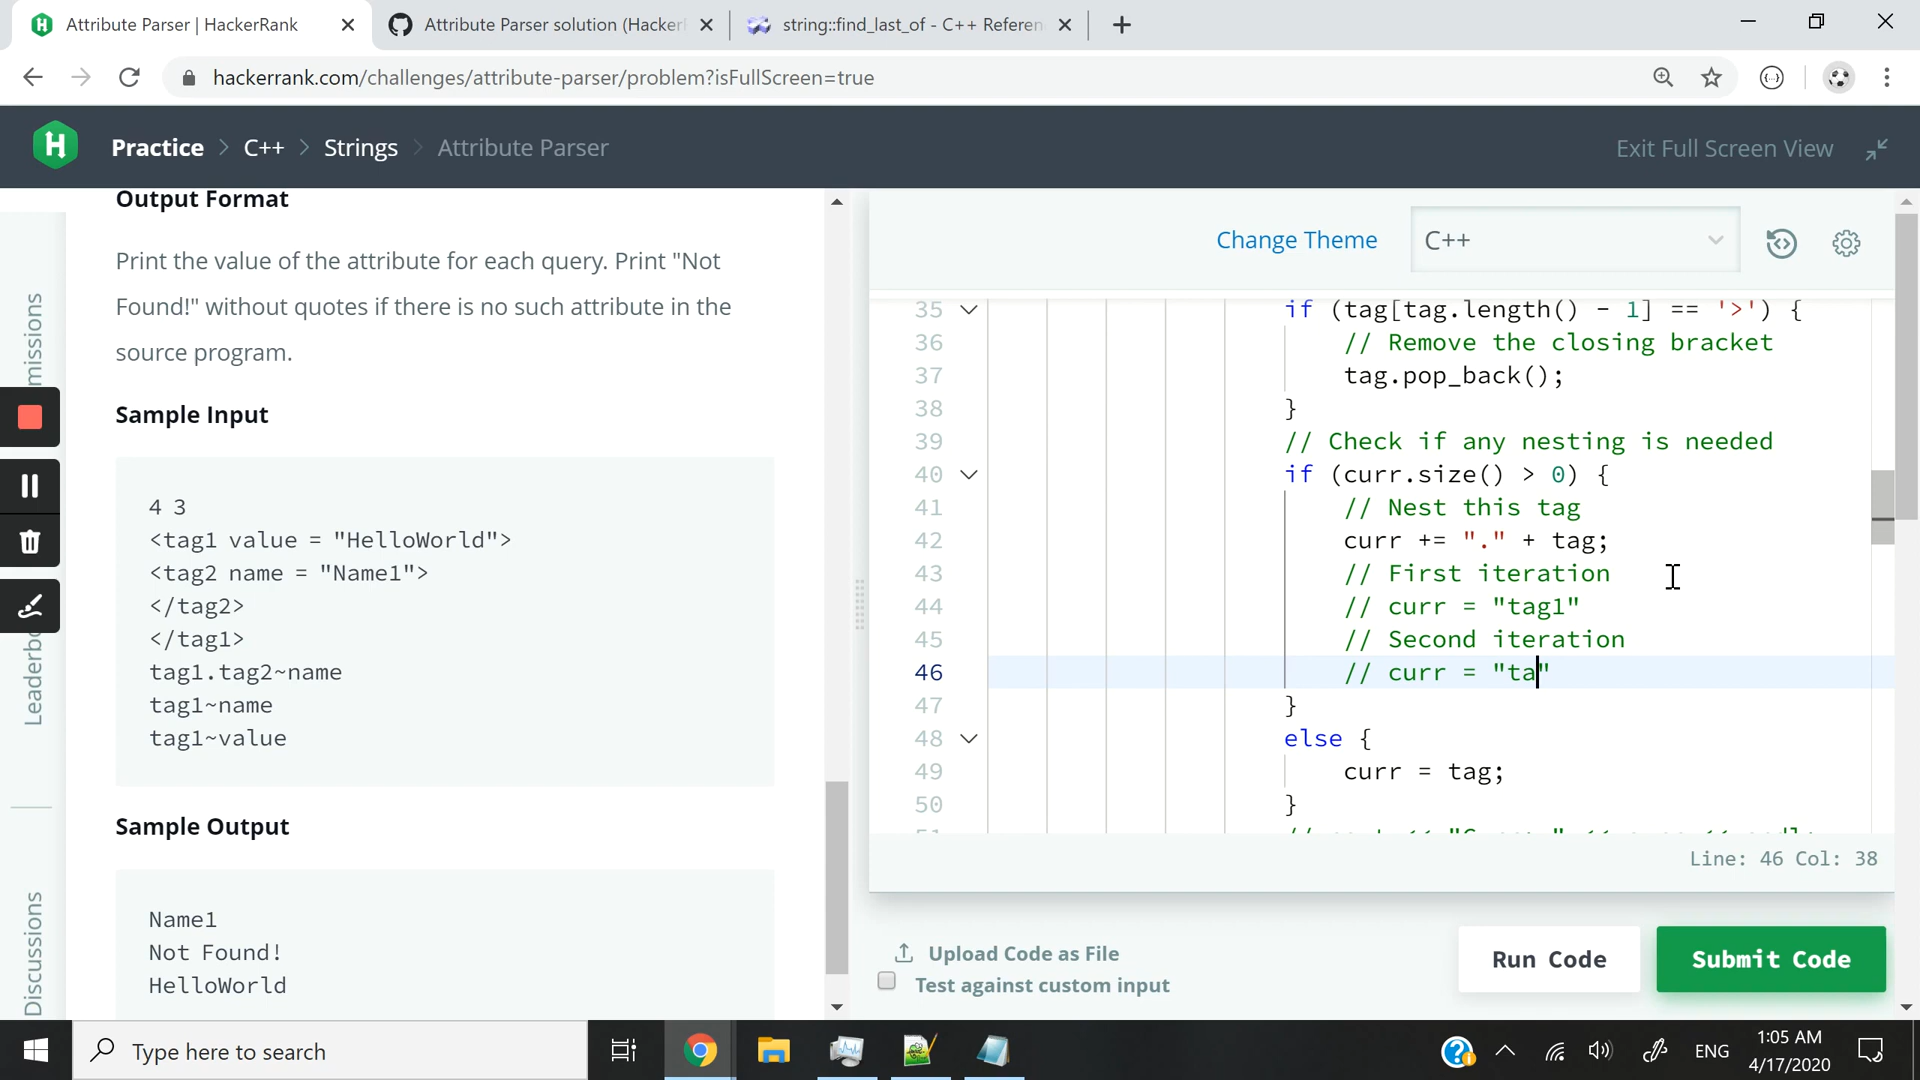 Attribute Parser | HackerRank
Attribute Parser solution (Hacker
string::find_last_of - C++ Referen
hackerrank.com/challenges/attribute-parser/problem?isFullScreen=true
Practice > C++ > Strings > Attribute Parser
Exit Full Screen View
missions
Leaderbo
Discussions
Output Format
Print the value of the attribute for each query. Print "Not
Found!" without quotes if there is no such attribute in the
source program.
Sample Input
4 3
<tag1 value = "HelloWorld">
<tag2 name = "Name1">
</tag2>
</tag1>
tag1.tag2~name
tag1~name
tag1~value
Sample Output
Name1
Not Found!
HelloWorld
Change Theme
C++
35 if (tag[tag.length() - 1] == '>') {
36 // Remove the closing bracket
37 tag.pop_back();
38 }
39 // Check if any nesting is needed
40 if (curr.size() > 0) {
41 // Nest this tag
42 curr += "." + tag;
43 // First iteration
44 // curr = "tag1"
45 // Second iteration
46 // curr = "ta"
47 }
48 else {
49 curr = tag;
50 }
Line: 46 Col: 38
Upload Code as File
Test against custom input
Run Code
Submit Code
Type here to search
ENG
1:05 AM
4/17/2020